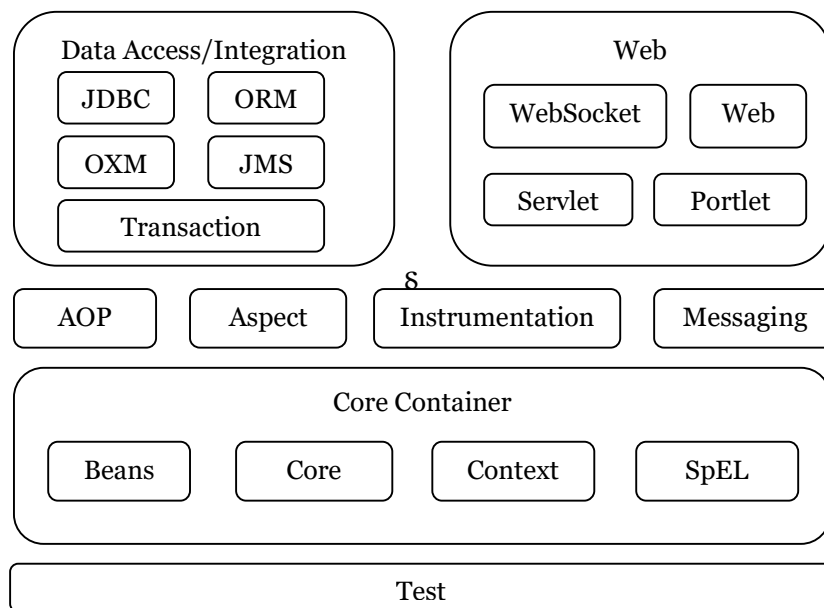 Data Access/Integration
JDBC ORM
OXM JMS
Transaction
Web
WebSocket Web
Servlet Portlet
AOP Aspect Instrumentation Messaging
Core Container
Beans Core Context SpEL
Test